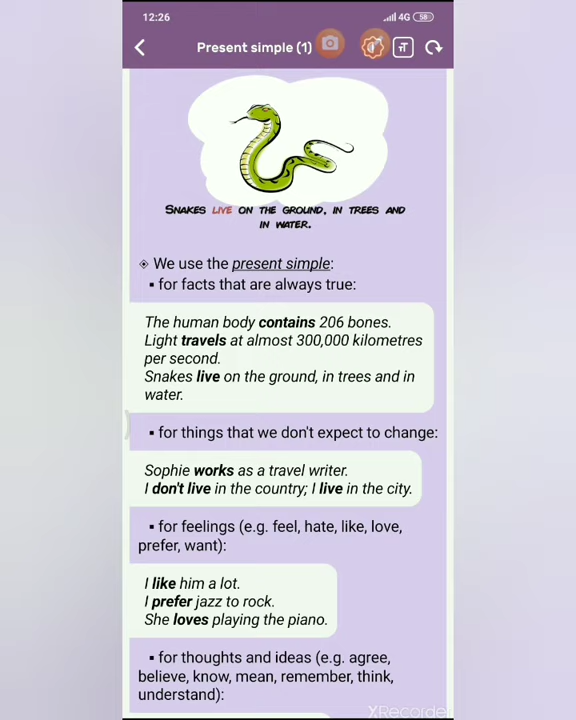 12:26
4G 58
Present simple (1)
SNAKES LIVE ON THE GROUND, IN TREES AND
IN WATER.
We use the present simple:
▪ for facts that are always true:
The human body contains 206 bones.
Light travels at almost 300,000 kilometres
per second.
Snakes live on the ground, in trees and in
water.
▪ for things that we don't expect to change:
Sophie works as a travel writer.
I don't live in the country; I live in the city.
▪ for feelings (e.g. feel, hate, like, love,
prefer, want):
I like him a lot.
I prefer jazz to rock.
She loves playing the piano.
▪ for thoughts and ideas (e.g. agree,
believe, know, mean, remember, think,
understand):
XRecorder